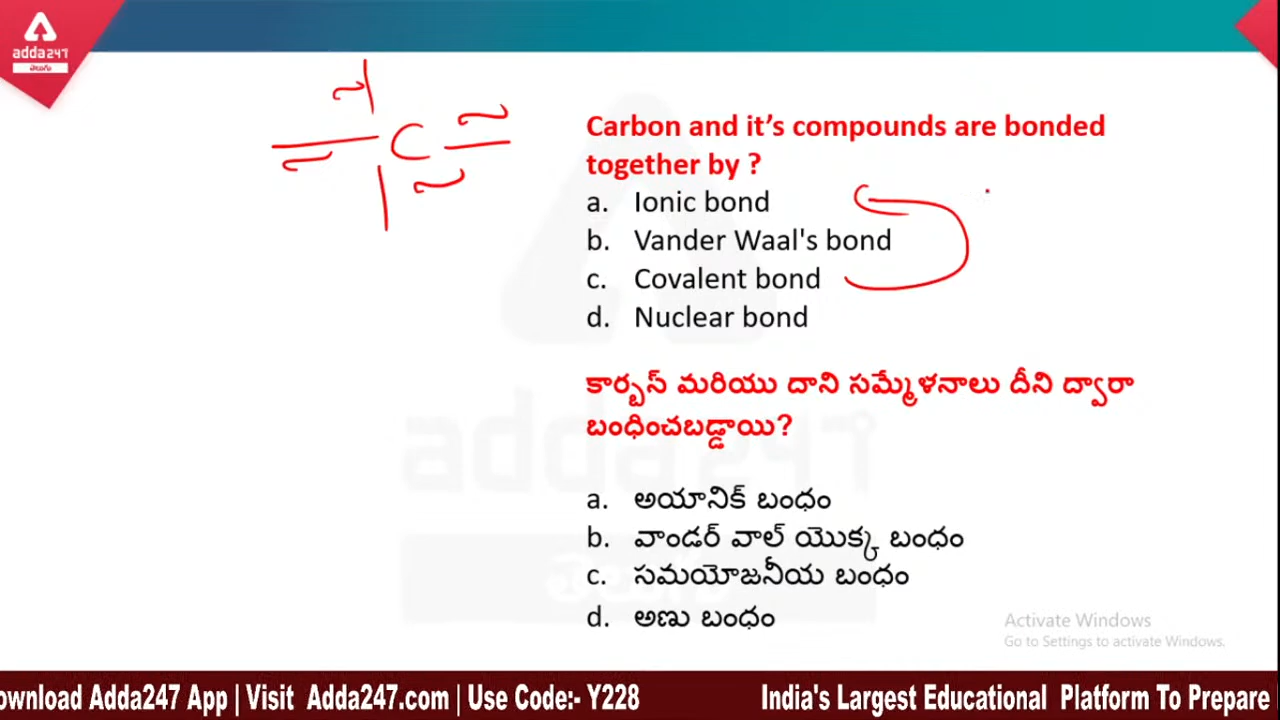 adda247
తెలుగు
C
Carbon and it's compounds are bonded
together by ?
a. Ionic bond
b. Vander Waal's bond
c. Covalent bond
d. Nuclear bond
కార్బస్ మరియు దాని సమ్మేళనాలు దీని ద్వారా
బంధించబడ్డాయి?
a. అయానిక్ బంధం
b. వాండర్ వాల్ యొక్క బంధం
c. సమయోజనీయ బంధం
d. అణు బంధం
adda247
తెలుగు
Activate Windows
Go to Settings to activate Windows.
ownload Adda247 App | Visit Adda247.com | Use Code:- Y228
India's Largest Educational Platform To Prepare